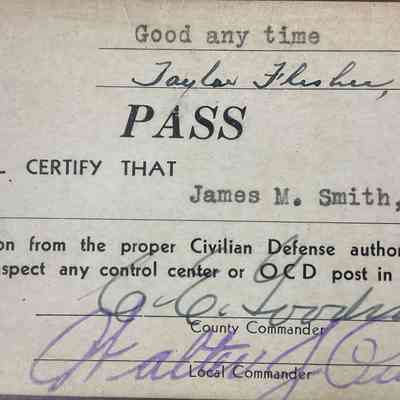 Good any time
Taylor Flesher,
PASS
CERTIFY THAT
James M. Smith,
on from the proper Civilian Defense author
spect any control center or OCD post in
County Commander
Local Commander